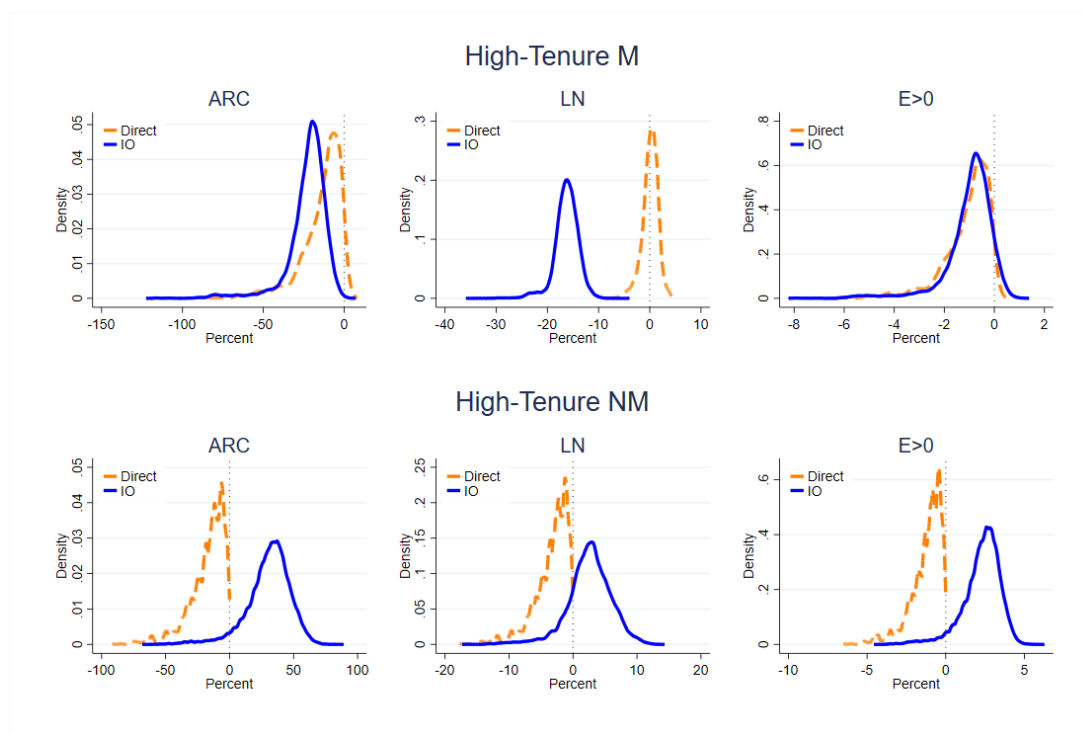 High-Tenure M
ARC
LN
E>0
Direct
IO
Direct
IO
Direct
IO
Density
0 .01 .02 .03 .04 .05
Density
0 .1 .2 .3
Density
0 .2 .4 .6 .8
-150 -100 -50 0
-40 -30 -20 -10 0 10
-8 -6 -4 -2 0 2
Percent
Percent
Percent
High-Tenure NM
ARC
LN
E>0
Direct
IO
Direct
IO
Direct
IO
Density
0 .01 .02 .03 .04 .05
Density
0 .05 .1 .15 .2 .25
Density
0 .2 .4 .6
-100 -50 0 50 100
-20 -10 0 10 20
-10 -5 0 5
Percent
Percent
Percent